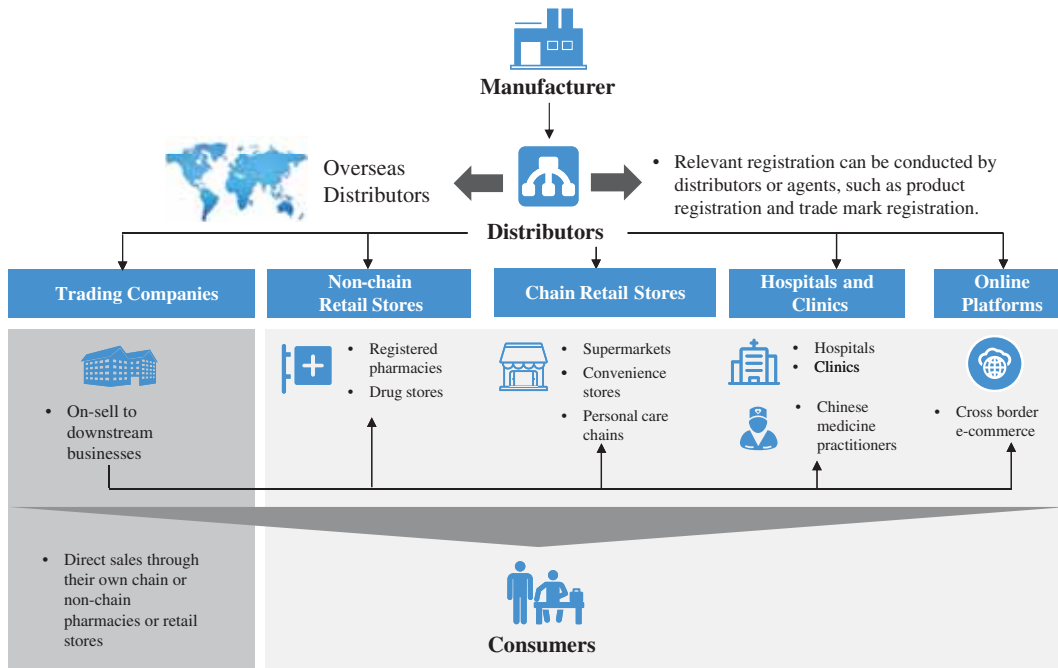 Manufacturer
Overseas
Distributors
• Relevant registration can be conducted by
distributors or agents, such as product
registration and trade mark registration.
Distributors
Trading Companies
Non-chain
Retail Stores
Chain Retail Stores
Hospitals and
Clinics
Online
Platforms
• On-sell to
downstream
businesses
• Registered
pharmacies
• Drug stores
• Supermarkets
• Convenience
stores
• Personal care
chains
• Hospitals
• Clinics
• Chinese
medicine
practitioners
• Cross border
e-commerce
• Direct sales through
their own chain or
non-chain
pharmacies or retail
stores
Consumers